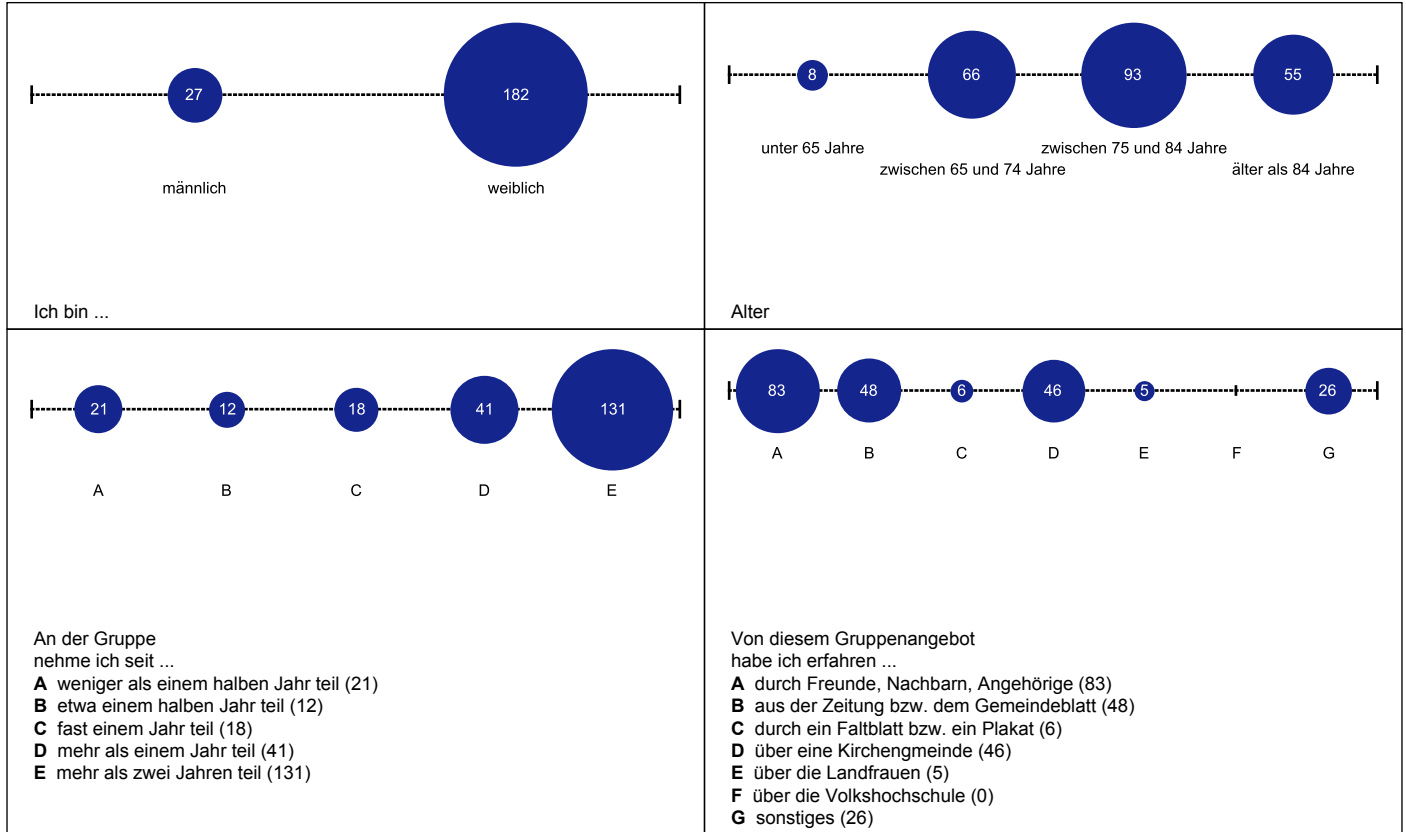 27
182
männlich
weiblich
Ich bin ...
8
66
93
55
unter 65 Jahre
zwischen 75 und 84 Jahre
zwischen 65 und 74 Jahre
älter als 84 Jahre
Alter
21
12
18
41
131
A
B
C
D
E
An der Gruppe
nehme ich seit ...
A weniger als einem halben Jahr teil (21)
B etwa einem halben Jahr teil (12)
C fast einem Jahr teil (18)
D mehr als einem Jahr teil (41)
E mehr als zwei Jahren teil (131)
83
48
6
46
5
26
A
B
C
D
E
F
G
Von diesem Gruppenangebot
habe ich erfahren ...
A durch Freunde, Nachbarn, Angehörige (83)
B aus der Zeitung bzw. dem Gemeindeblatt (48)
C durch ein Faltblatt bzw. ein Plakat (6)
D über eine Kirchengmeinde (46)
E über die Landfrauen (5)
F über die Volkshochschule (0)
G sonstiges (26)